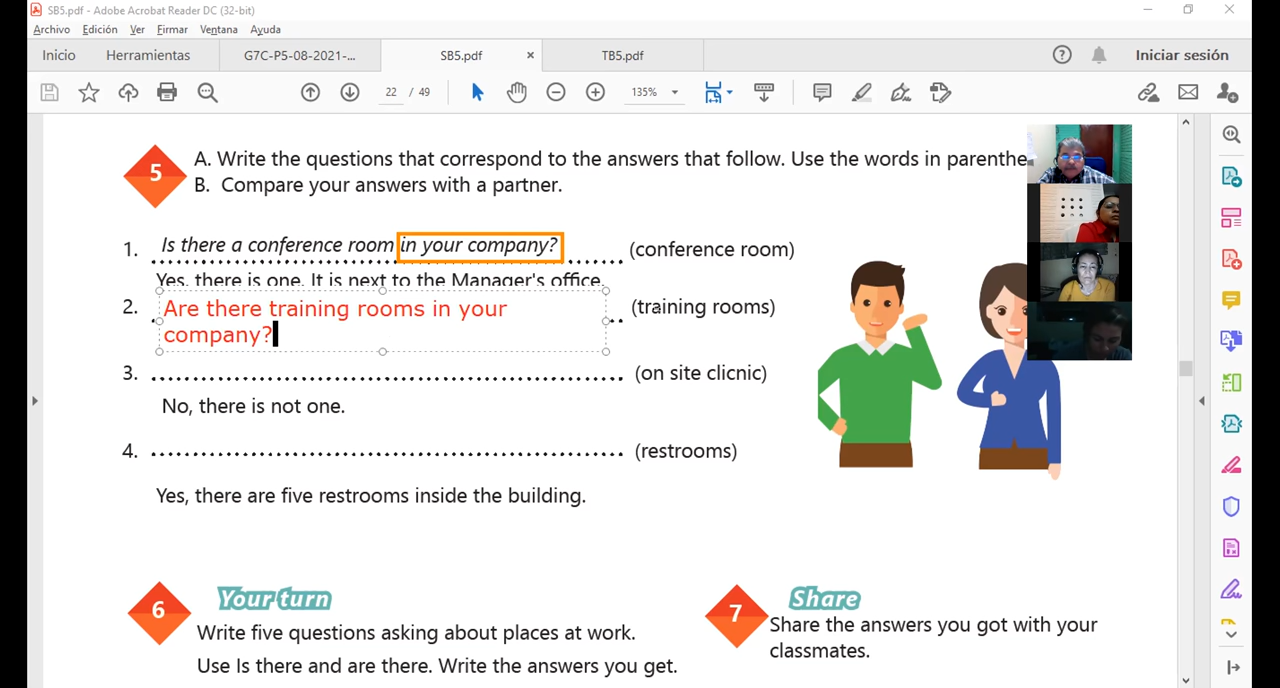 SB5.pdf - Adobe Acrobat Reader DC (32-bit)
Archivo Edición Ver Firmar Ventana Ayuda
Inicio Herramientas G7C-P5-08-2021-... SB5.pdf × TB5.pdf Iniciar sesión
22 / 49 135%
5
A. Write the questions that correspond to the answers that follow. Use the words in parenthe
B. Compare your answers with a partner.
1. Is there a conference room in your company? (conference room)
Yes, there is one. It is next to the Manager's office.
2. Are there training rooms in your (training rooms)
company?
3. (on site clicnic)
No, there is not one.
4. (restrooms)
Yes, there are five restrooms inside the building.
6 Your turn
Write five questions asking about places at work.
Use Is there and are there. Write the answers you get.
7 Share
Share the answers you got with your
classmates.